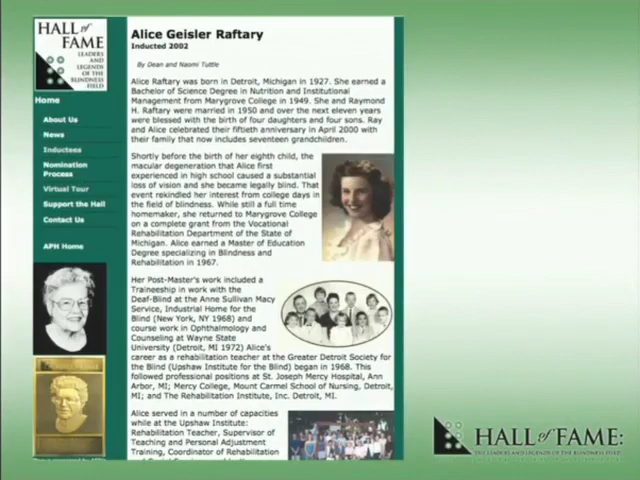 HALL of
FAME
LEADERS
AND
LEGENDS
OF THE
BLINDNESS
FIELD
Home
About Us
News
Inductees
Nomination
Process
Virtual Tour
Support the Hall
Contact Us
APH Home
Alice Geisler Raftary
Inducted 2002
By Dean and Naomi Tuttle
Alice Raftary was born in Detroit, Michigan in 1927. She earned a
Bachelor of Science Degree in Nutrition and Institutional
Management from Marygrove College in 1949. She and Raymond
H. Raftary were married in 1950 and over the next eleven years
were blessed with the birth of four daughters and four sons. Ray
and Alice celebrated their fiftieth anniversary in April 2000 with
their family that now includes seventeen grandchildren.
Shortly before the birth of her eighth child, the
macular degeneration that Alice first
experienced in high school caused a substantial
loss of vision and she became legally blind. That
event rekindled her interest from college days in
the field of blindness. While still a full time
homemaker, she returned to Marygrove College
on a complete grant from the Vocational
Rehabilitation Department of the State of
Michigan. Alice earned a Master of Education
Degree specializing in Blindness and
Rehabilitation in 1967.
Her Post-Master's work included a
Traineeship in work with the
Deaf-Blind at the Anne Sullivan Macy
Service, Industrial Home for the
Blind (New York, NY 1968) and
course work in Ophthalmology and
Counseling at Wayne State
University (Detroit, MI 1972) Alice's
career as a rehabilitation teacher at the Greater Detroit Society for
the Blind (Upshaw Institute for the Blind) began in 1968. This
followed professional positions at St. Joseph Mercy Hospital, Ann
Arbor, MI; Mercy College, Mount Carmel School of Nursing, Detroit,
MI; and The Rehabilitation Institute, Inc. Detroit, MI.
Alice served in a number of capacities
while at the Upshaw Institute:
Rehabilitation Teacher, Supervisor of
Teaching and Personal Adjustment
Training, Coordinator of Rehabilitation
HALL of FAME:
THE LEADERS AND LEGENDS OF THE BLINDNESS FIELD